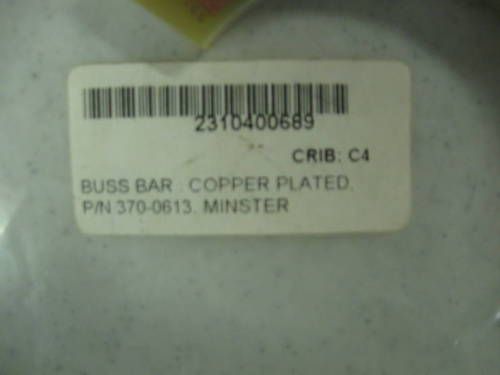 2310400689
CRIB: C4
BUSS BAR . COPPER PLATED,
P/N 370-0613, MINSTER